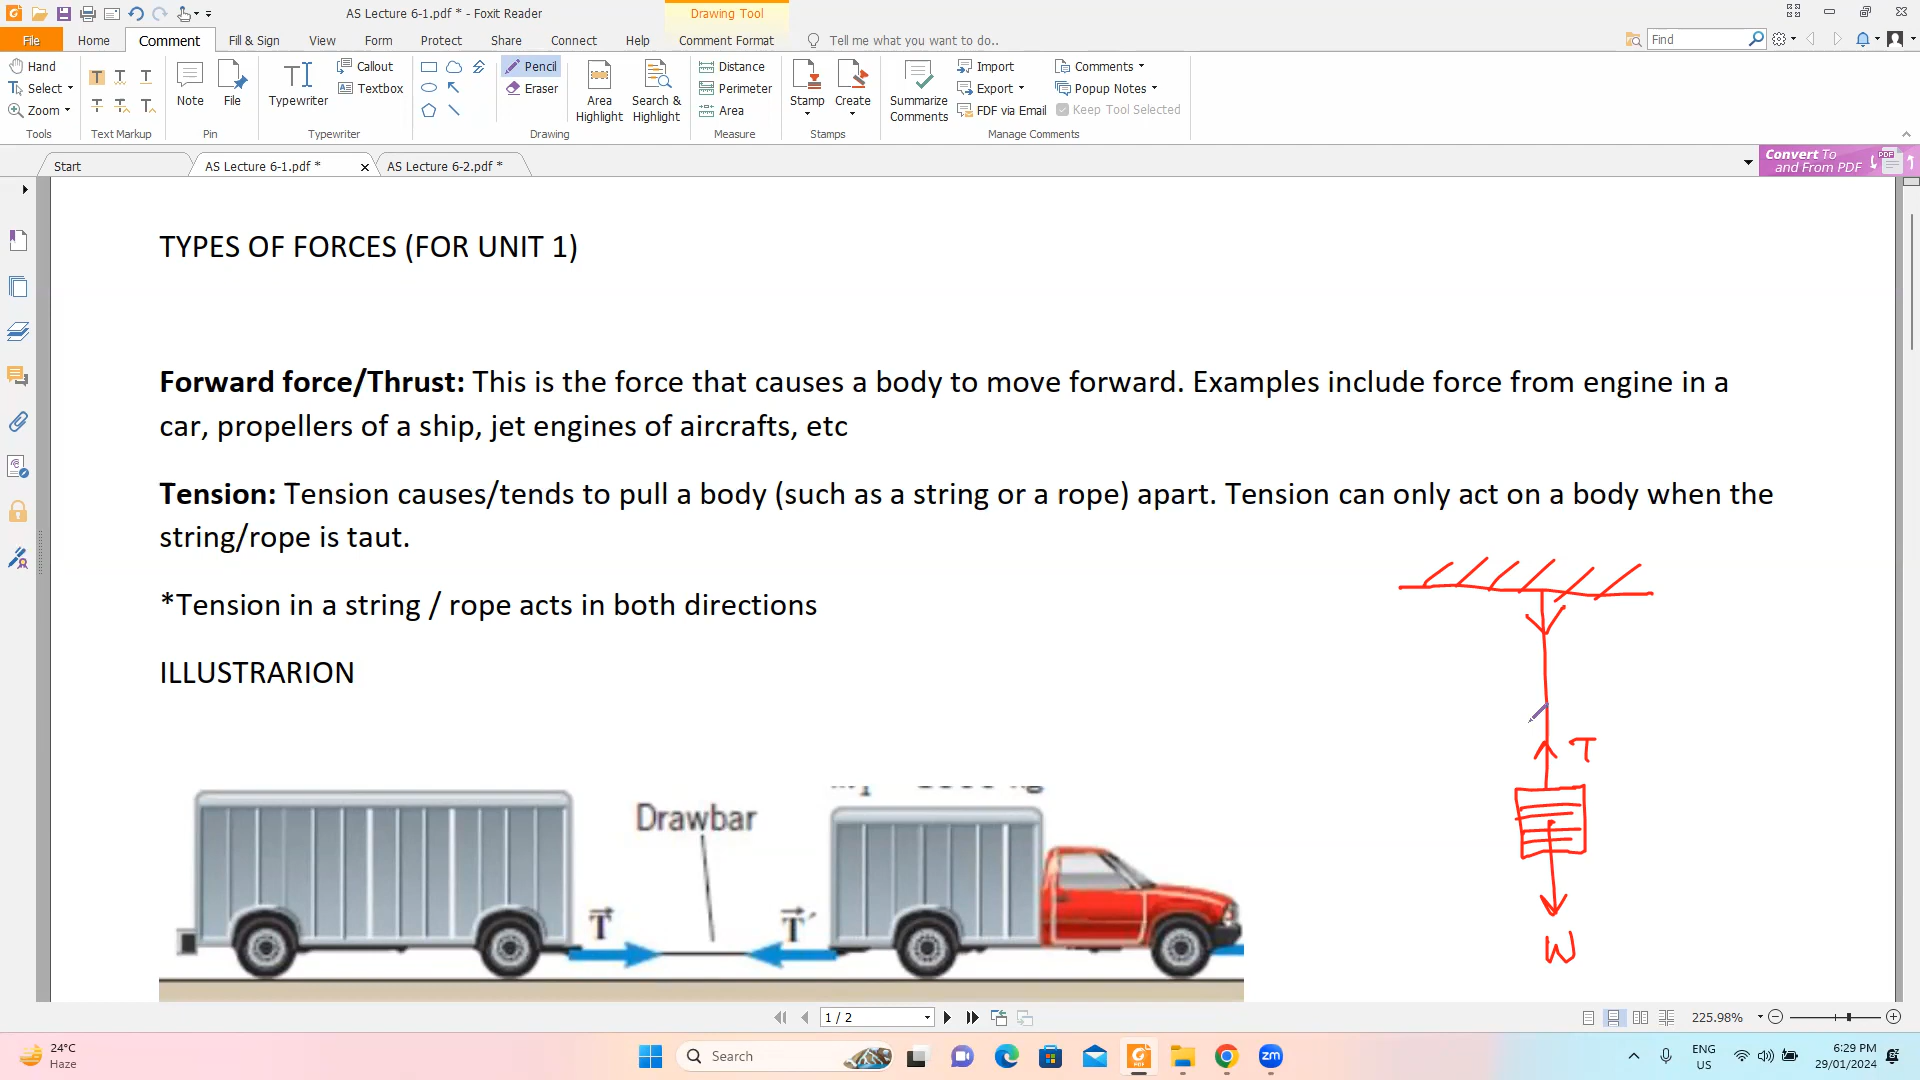 AS Lecture 6-1.pdf * - Foxit Reader
Drawing Tool
File Home Comment Fill & Sign View Form Protect Share Connect Help Comment Format Tell me what you want to do.. Find
Hand
Select
Zoom
Tools
Text Markup
Note
File
Pin
Typewriter
Callout
Textbox
Typewriter
Pencil
Eraser
Drawing
Area Highlight
Search & Highlight
Distance
Perimeter
Area
Measure
Stamp
Create
Stamps
Summarize Comments
Import
Export
FDF via Email
Comments
Popup Notes
Keep Tool Selected
Manage Comments
Start
AS Lecture 6-1.pdf *
AS Lecture 6-2.pdf *
Convert To
and From PDF
PDF
TYPES OF FORCES (FOR UNIT 1)
Forward force/Thrust: This is the force that causes a body to move forward. Examples include force from engine in a
car, propellers of a ship, jet engines of aircrafts, etc
Tension: Tension causes/tends to pull a body (such as a string or a rope) apart. Tension can only act on a body when the
string/rope is taut.
*Tension in a string / rope acts in both directions
ILLUSTRARION
Drawbar
T
T′
T
W
1 / 2
225.98%
24°C
Haze
Search
zm
ENG
US
6:29 PM
29/01/2024